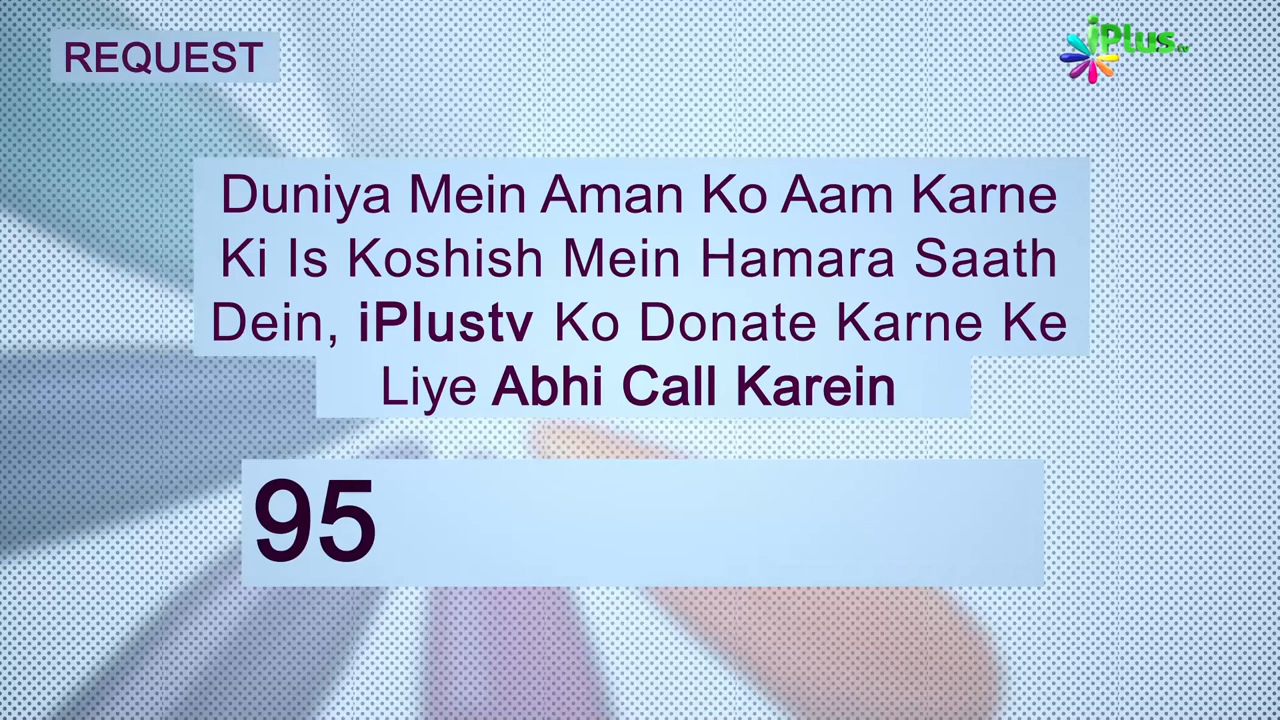 REQUEST
iPlus tv
Duniya Mein Aman Ko Aam Karne
Ki Is Koshish Mein Hamara Saath
Dein, iPlustv Ko Donate Karne Ke
Liye Abhi Call Karein
95